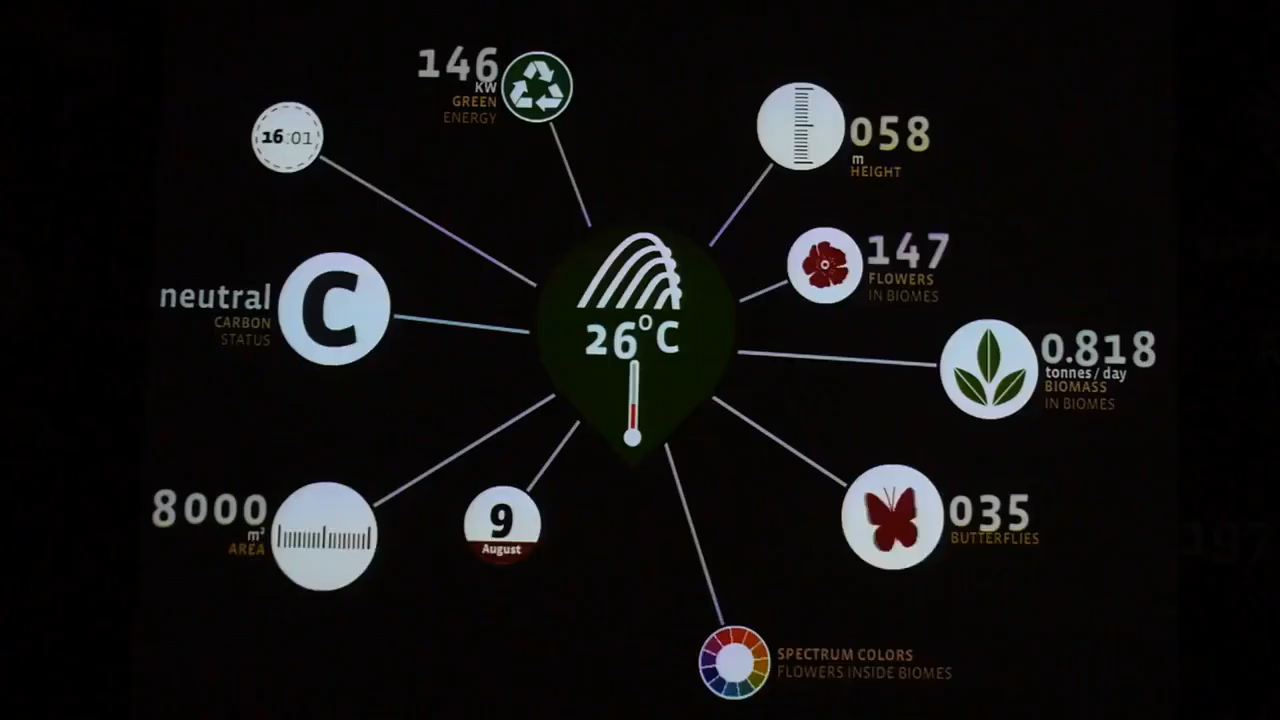 146
KW
GREEN
ENERGY
16:01
058
m
HEIGHT
147
FLOWERS
IN BIOMES
neutral
CARBON
STATUS
C
26°C
0.818
tonnes / day
BIOMASS
IN BIOMES
8000
m²
AREA
9
August
035
BUTTERFLIES
SPECTRUM COLORS
FLOWERS INSIDE BIOMES
197